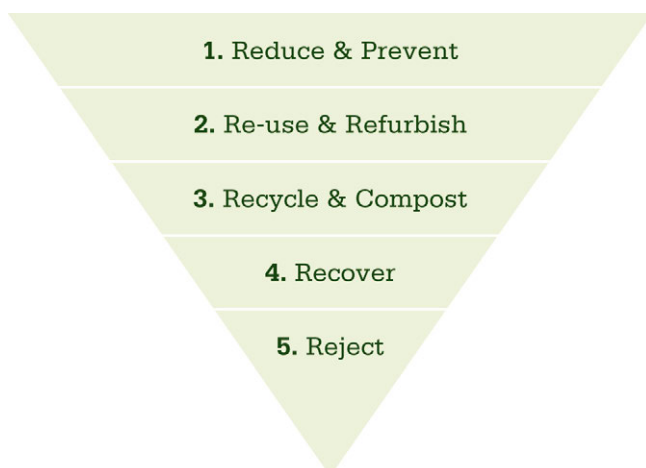 1. Reduce & Prevent
2. Re-use & Refurbish
3. Recycle & Compost
4. Recover
5. Reject